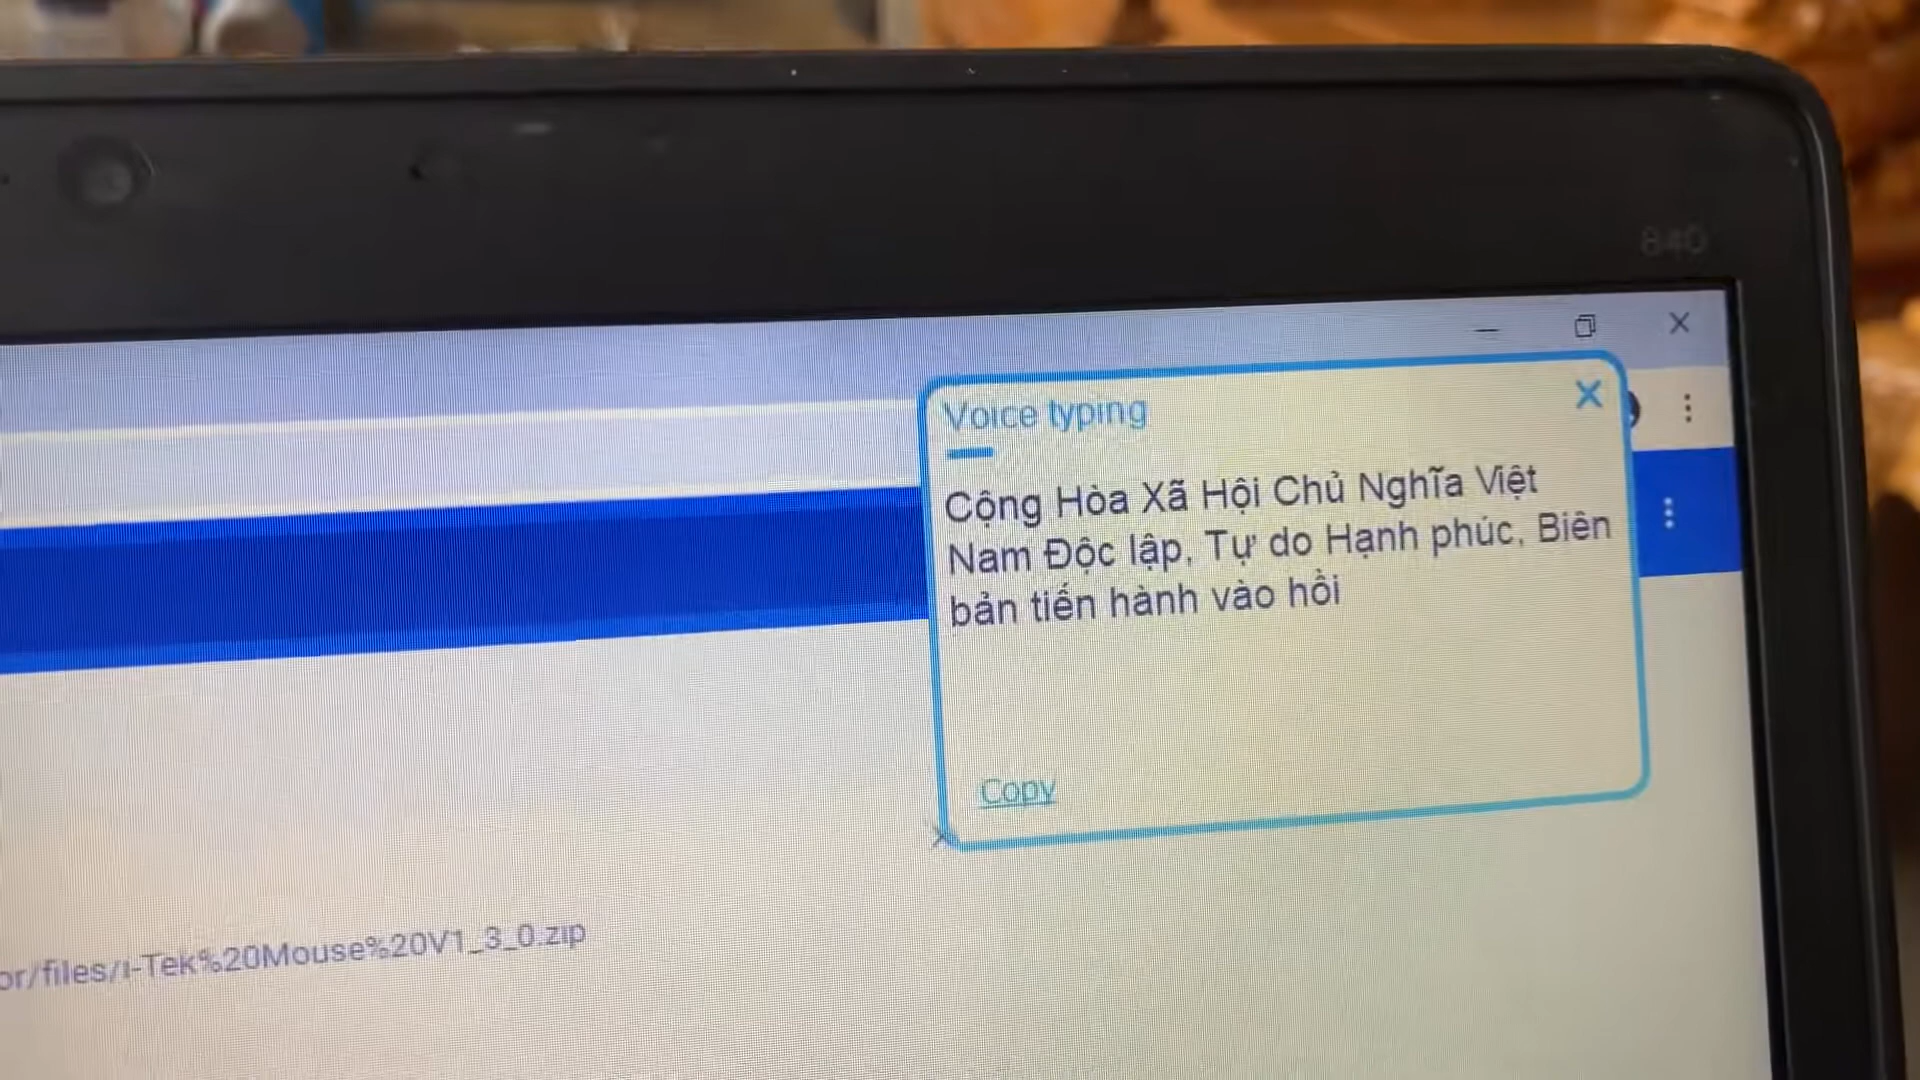 840
Voice typing
Cộng Hòa Xã Hội Chủ Nghĩa Việt
Nam Độc lập, Tự do Hạnh phúc, Biên
bản tiến hành vào hồi
Copy
or/files/i-Tek%20Mouse%20V1_3_0.zip